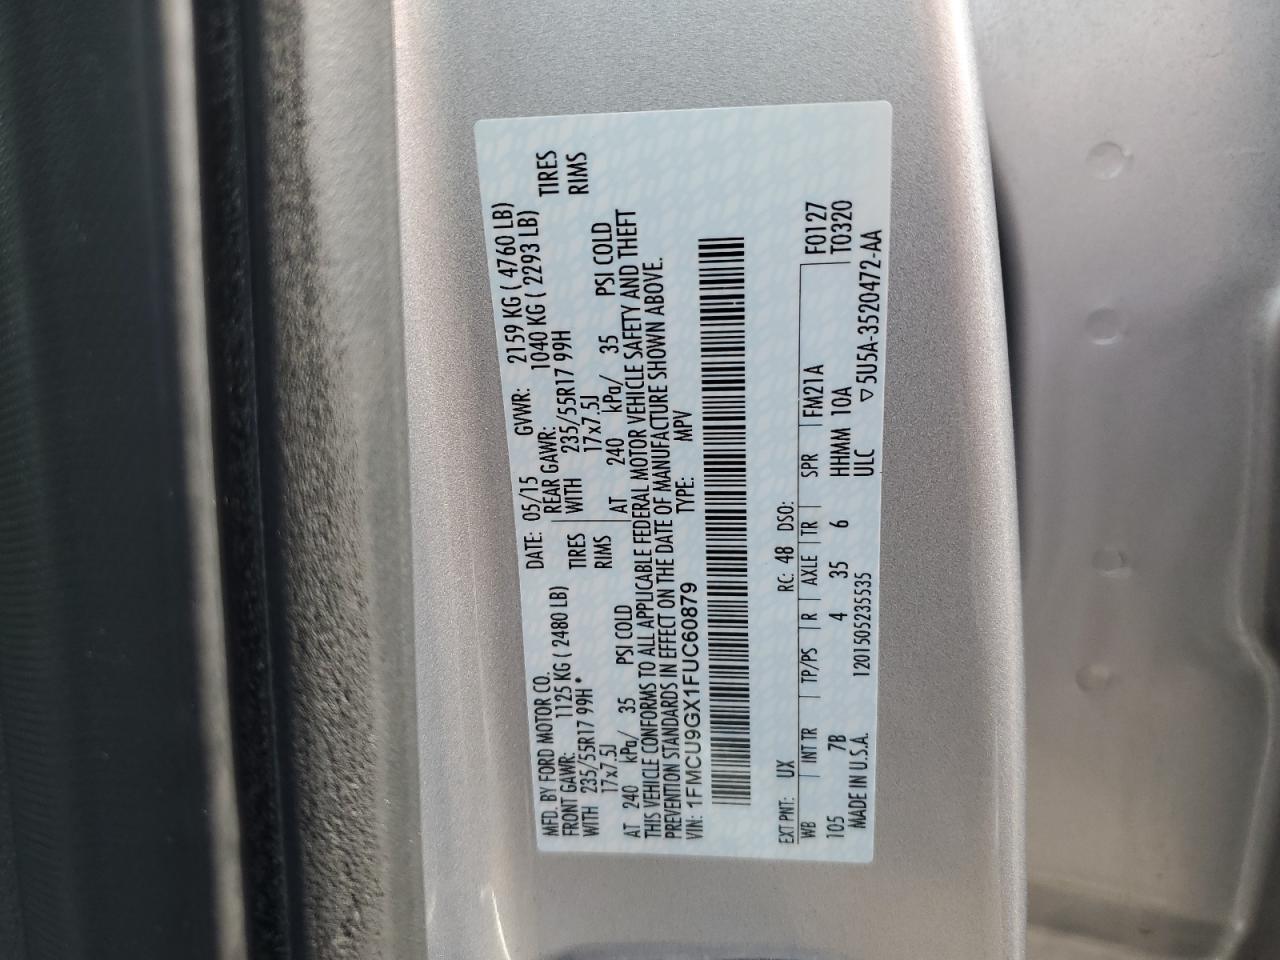 MFD. BY FORD MOTOR CO.
DATE: 05/15 GVWR: 2159 KG ( 4760 LB)
FRONT GAWR: 1125 KG ( 2480 LB) REAR GAWR: 1040 KG ( 2293 LB)
WITH 235/55R17 99H* TIRES WITH 235/55R17 99H TIRES
17x7.5J RIMS 17x7.5J RIMS
AT 240 kPa/ 35 PSI COLD AT 240 kPa/ 35 PSI COLD
THIS VEHICLE CONFORMS TO ALL APPLICABLE FEDERAL MOTOR VEHICLE SAFETY AND THEFT
PREVENTION STANDARDS IN EFFECT ON THE DATE OF MANUFACTURE SHOWN ABOVE.
VIN: 1FMCU9GX1FUC60879 TYPE: MPV
EXT PNT: UX RC: 48 DSO:
WB INT TR TP/PS R AXLE TR SPR F0127
105 7B 4 35 6 FM21A T0320
HHMM 10A
MADE IN U.S.A. 1201505235535 ULC ▽5U5A-3520472-AA